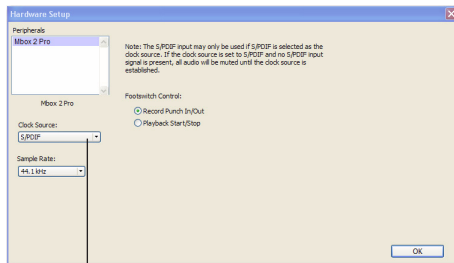 Hardware Setup
Peripherals
Mbox 2 Pro
Mbox 2 Pro
Clock Source:
S/PDIF
Sample Rate:
44.1 kHz
Note: The S/PDIF input may only be used if S/PDIF is selected as the
clock source. If the clock source is set to S/PDIF and no S/PDIF input
signal is present, all audio will be muted until the clock source is
established.
Footswitch Control:
Record Punch In/Out
Playback Start/Stop
OK